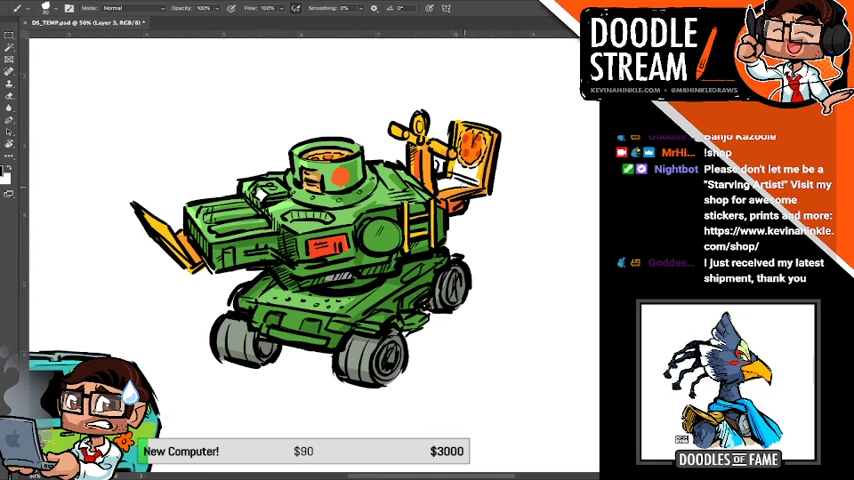 Mode: Normal
Opacity: 100%
Flow: 100%
Smoothing: 0%
0°
DS_TEMP.psd @ 50% (Layer 3, RGB/8) *
DOODLE
STREAM
KEVINAHINKLE.COM • @MRHINKLEDRAWS
Goddes... Banjo Kazooie
MrHi... !shop
Nightbot Please don't let me be a
"Starving Artist!" Visit my
shop for awesome
stickers, prints and more:
https://www.kevinahinkle.
com/shop/
Goddes... I just received my latest
shipment, thank you
New Computer! $90 $3000
DOODLES OF FAME